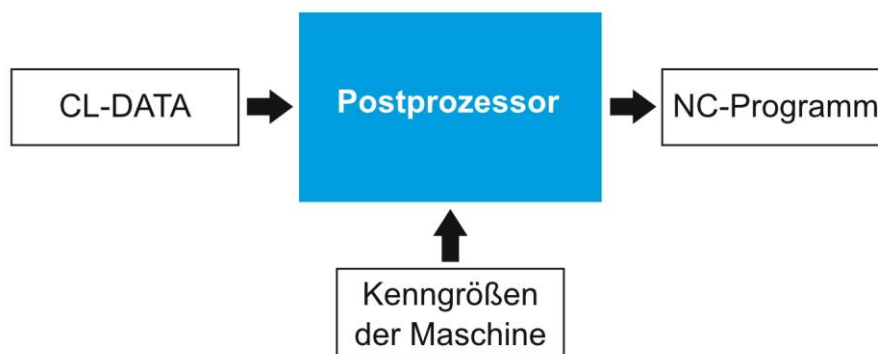 CL-DATA
Postprozessor
NC-Programm
Kenngrößen
der Maschine